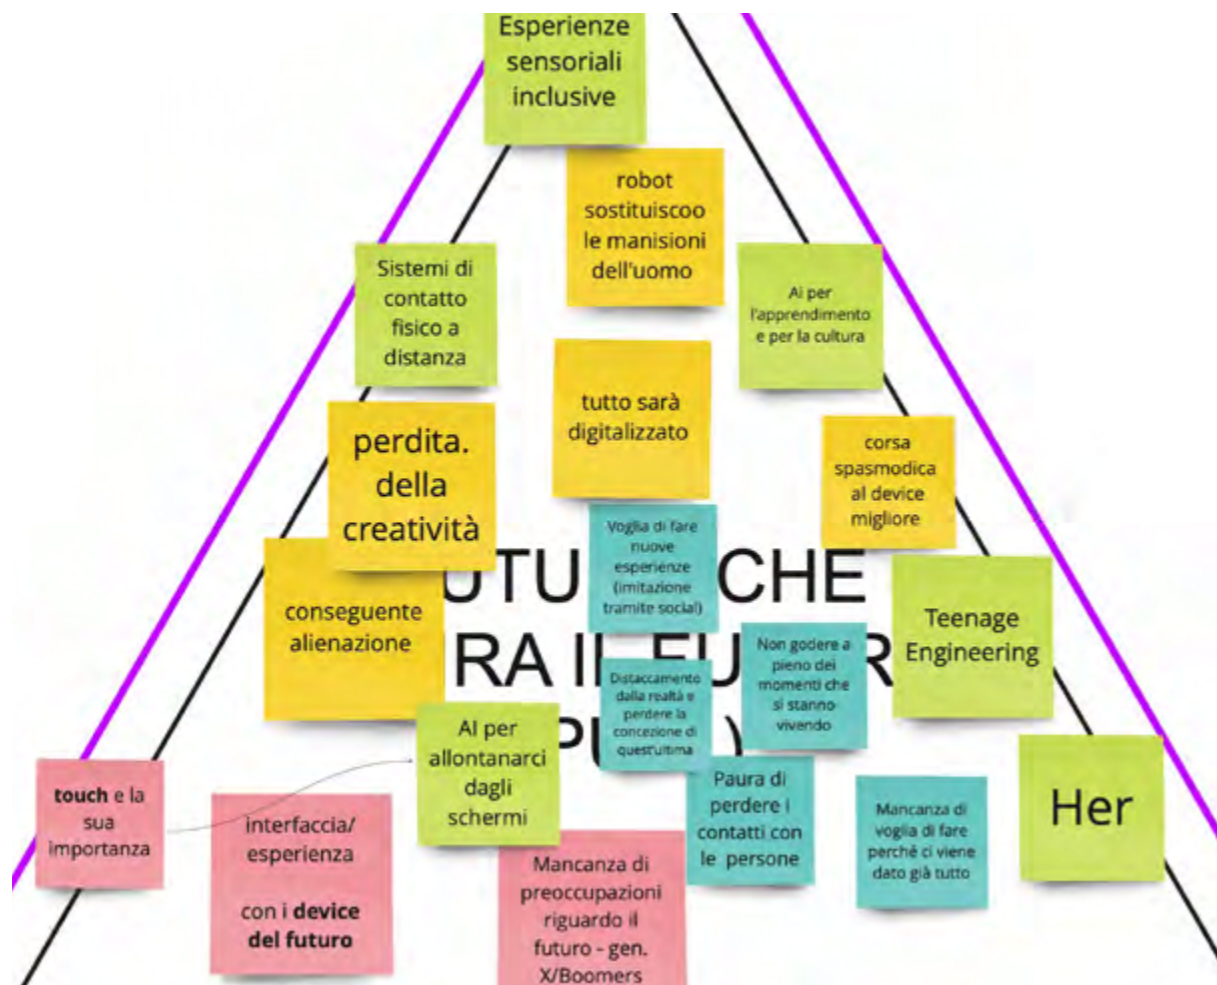 Esperienze
sensoriali
inclusive
robot
sostituiscoo
le manisioni
dell'uomo
Sistemi di
contatto
fisico a
distanza
Ai per
l'apprendimento
e per la cultura
tutto sarà
digitalizzato
perdita.
della
creatività
corsa
spasmodica
al device
migliore
Voglia di fare
nuove
esperienze
(imitazione
tramite social)
CHE
conseguente
alienazione
Teenage
Engineering
Non godere a
pieno dei
momenti che
si stanno
vivendo
Distaccamento
dalla realtà e
perdere la
concezione di
quest'ultima
AI per
allontanarci
dagli
schermi
touch e la
sua
importanza
interfaccia/
esperienza
con i device
del futuro
Paura di
perdere i
contatti con
le persone
Mancanza di
voglia di fare
perché ci viene
dato già tutto
Her
Mancanza di
preoccupazioni
riguardo il
futuro - gen.
X/Boomers